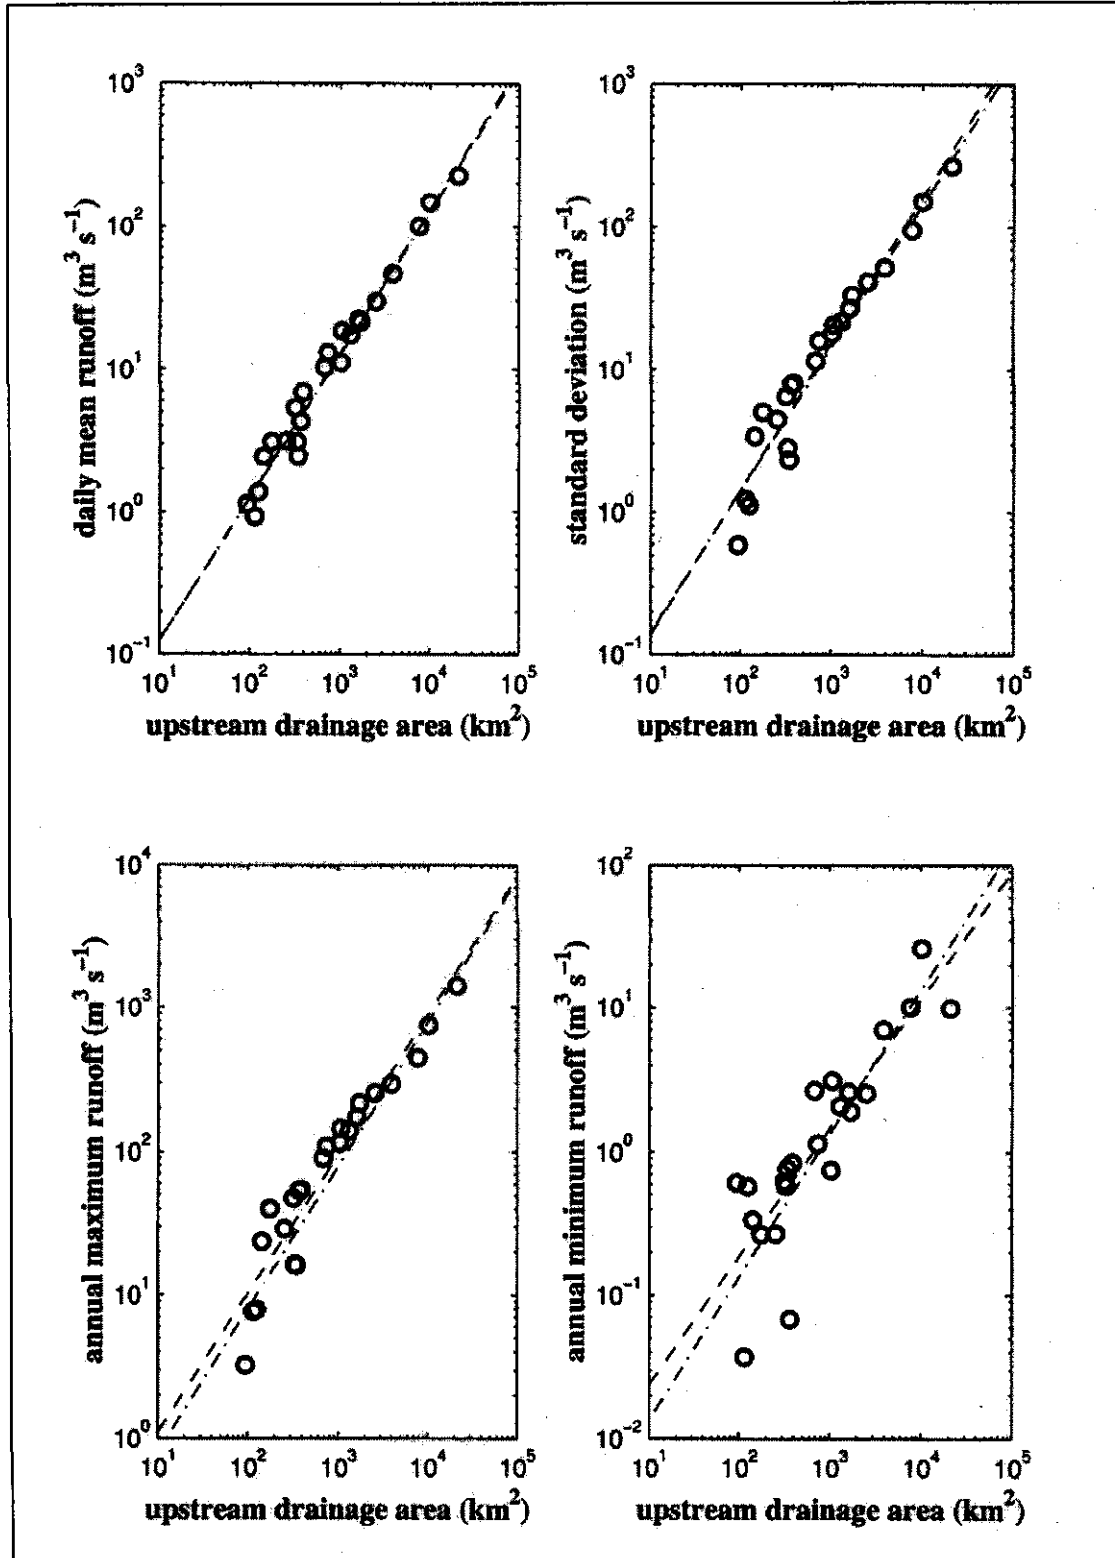 10³
10²
10¹
10⁰
10⁻¹
daily mean runoff (m³ s⁻¹)
10¹ 10² 10³ 10⁴ 10⁵
upstream drainage area (km²)
10³
10²
10¹
10⁰
10⁻¹
standard deviation (m³ s⁻¹)
10¹ 10² 10³ 10⁴ 10⁵
upstream drainage area (km²)
10⁴
10³
10²
10¹
10⁰
annual maximum runoff (m³ s⁻¹)
10¹ 10² 10³ 10⁴ 10⁵
upstream drainage area (km²)
10²
10¹
10⁰
10⁻¹
10⁻²
annual minimum runoff (m³ s⁻¹)
10¹ 10² 10³ 10⁴ 10⁵
upstream drainage area (km²)